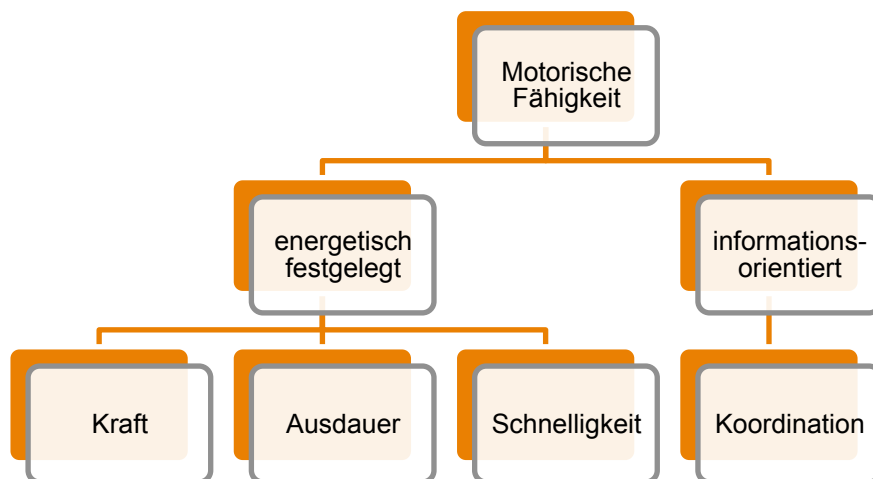 Motorische
Fähigkeit
energetisch
festgelegt
informations-
orientiert
Kraft
Ausdauer
Schnelligkeit
Koordination